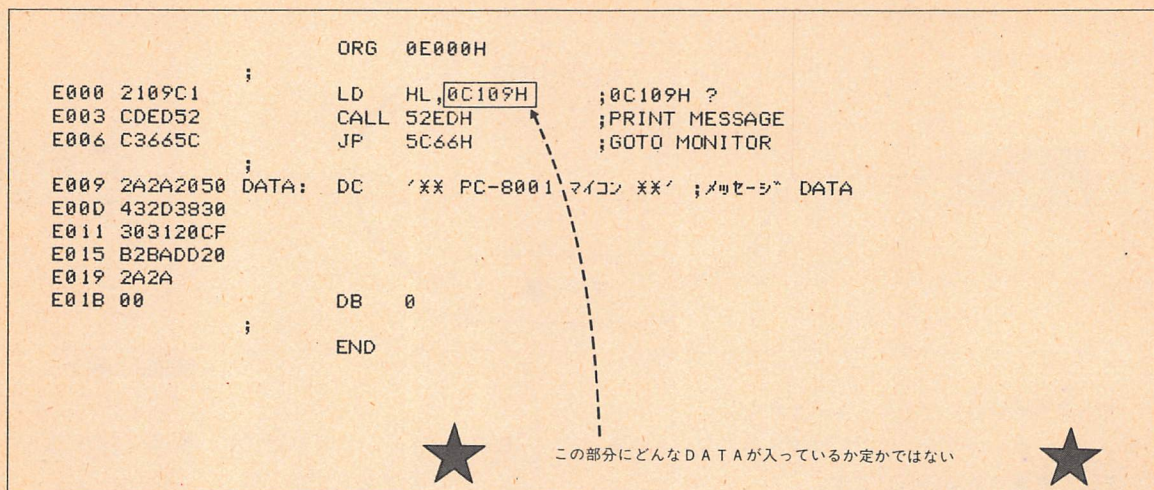 ORG 0E000H
;
E000 2109C1 LD HL,0C109H ;0C109H ?
E003 CDED52 CALL 52EDH ;PRINT MESSAGE
E006 C3665C JP 5C66H ;GOTO MONITOR
;
E009 2A2A2050 DATA: DC '** PC-8001 マイコン **' ;メッセージ DATA
E00D 432D3830
E011 303120CF
E015 B2BADD20
E019 2A2A
E01B 00 DB 0
;
END
この部分にどんなDATAが入っているか定かではない